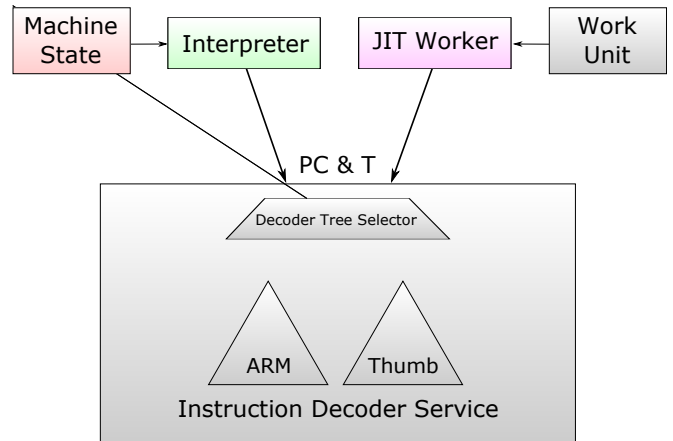 Machine
State
Interpreter
JIT Worker
Work
Unit
PC & T
Decoder Tree Selector
ARM
Thumb
Instruction Decoder Service